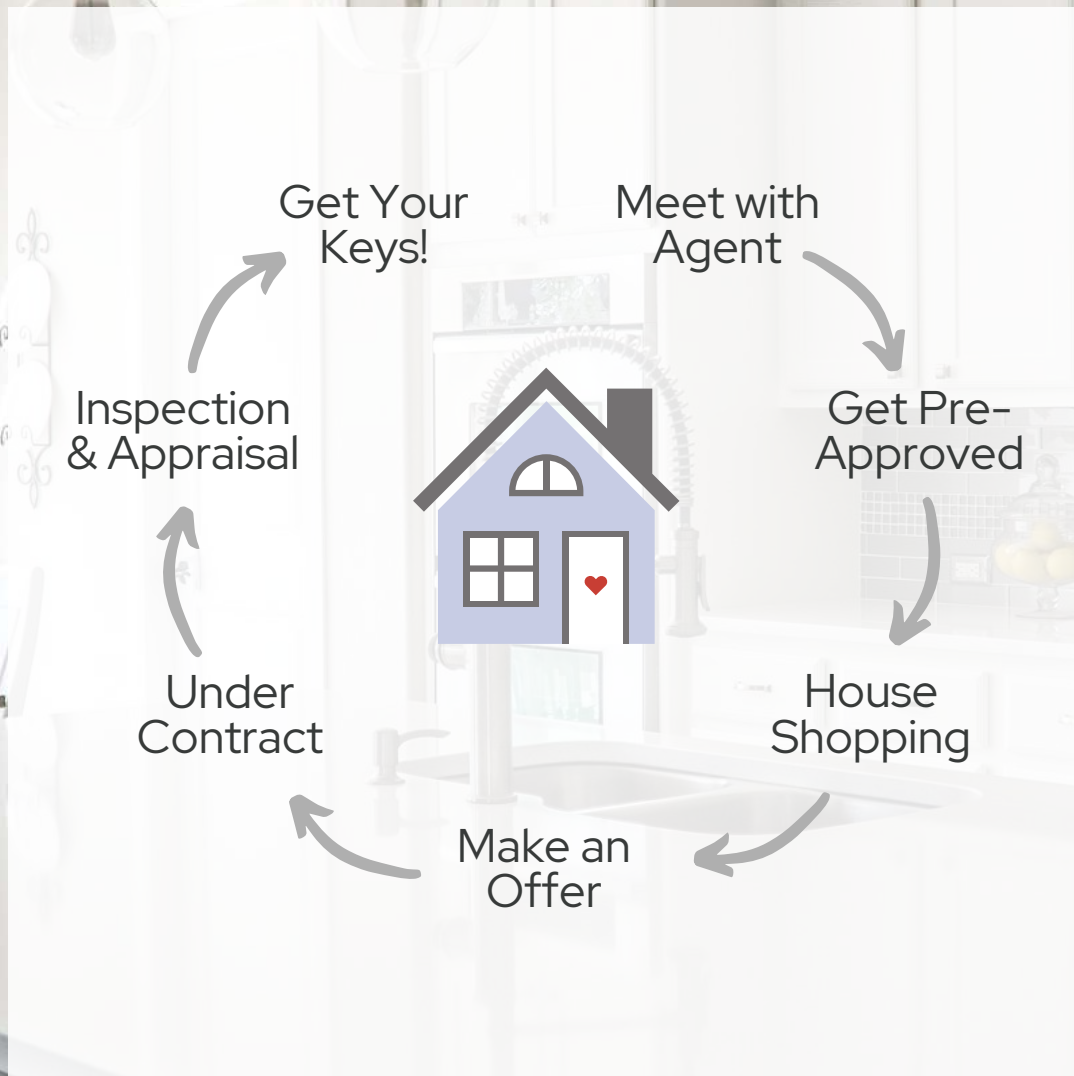 Meet with
Agent
Get Pre-
Approved
House
Shopping
Make an
Offer
Under
Contract
Inspection
& Appraisal
Get Your
Keys!